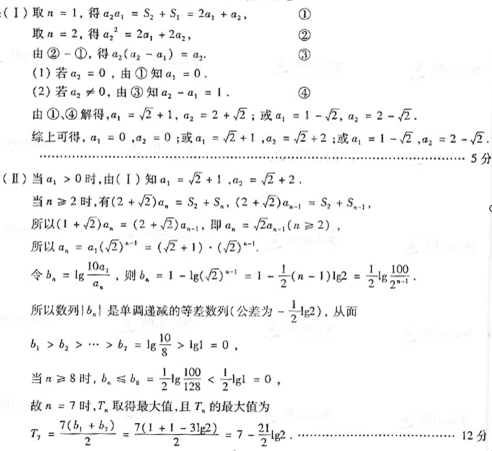 (Ⅰ)取 n = 1, 得 a₂a₁ = S₂ + S₁ = 2a₁ + a₂, ①
取 n = 2, 得 a₂² = 2a₁ + 2a₂, ②
由② - ①, 得 a₂(a₂ - a₁) = a₂. ③
(1) 若 a₂ = 0, 由①知 a₁ = 0.
(2) 若 a₂ ≠ 0, 由③知 a₂ - a₁ = 1. ④
由①、④解得, a₁ = √2 + 1, a₂ = 2 + √2; 或 a₁ = 1 - √2, a₂ = 2 - √2.
综上可得, a₁ = 0, a₂ = 0; 或 a₁ = √2 + 1, a₂ = √2 + 2; 或 a₁ = 1 - √2, a₂ = 2 - √2.
5 分
(Ⅱ)当 a₁ > 0 时, 由(Ⅰ)知 a₁ = √2 + 1, a₂ = √2 + 2.
当 n ≥ 2 时, 有(2 + √2)aₙ = S₂ + Sₙ, (2 + √2)aₙ₋₁ = S₂ + Sₙ₋₁,
所以(1 + √2)aₙ = (2 + √2)aₙ₋₁, 即 aₙ = √2aₙ₋₁(n ≥ 2),
所以 aₙ = a₁(√2)ⁿ⁻¹ = (√2 + 1)·(√2)ⁿ⁻¹.
令 bₙ = lg 10a₁/aₙ, 则 bₙ = 1 - lg(√2)ⁿ⁻¹ = 1 - 1/2(n - 1)lg2 = 1/2 lg 100/2ⁿ⁻¹.
所以数列{bₙ}是单调递减的等差数列(公差为 - 1/2 lg2), 从而
b₁ > b₂ > ⋯ > b₇ = lg 10/8 > lg1 = 0,
当 n ≥ 8 时, bₙ ≤ b₈ = 1/2 lg 100/128 < 1/2 lg1 = 0,
故 n = 7 时, Tₙ 取得最大值, 且 Tₙ 的最大值为
T₇ = 7(b₁ + b₇)/2 = 7(1 + 1 - 3lg2)/2 = 7 - 21/2 lg2. 12 分